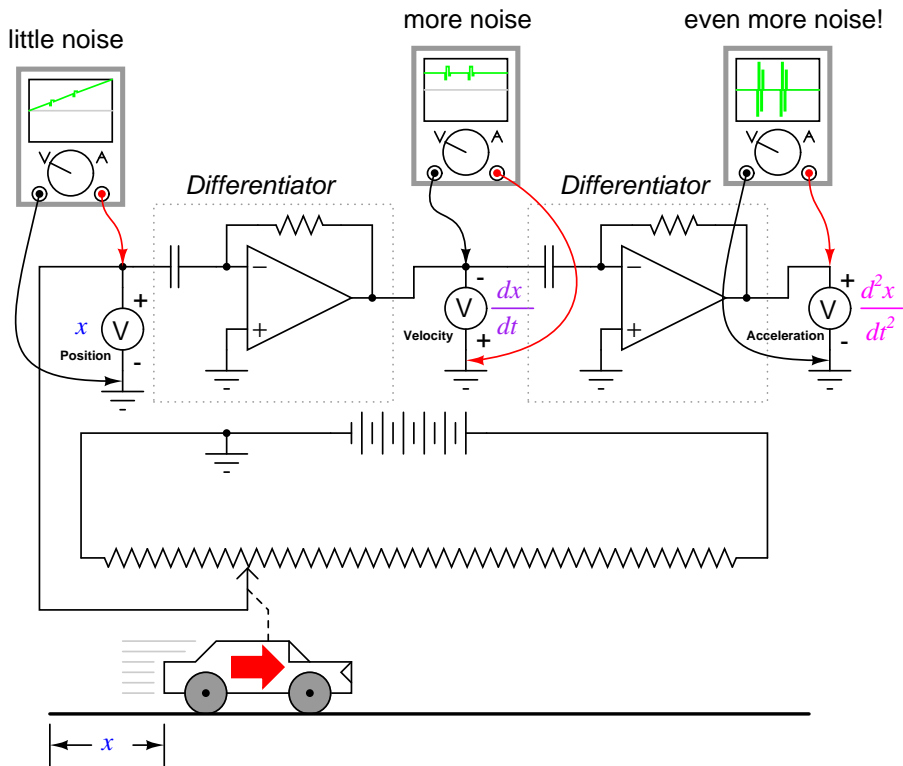 little noise
more noise
even more noise!
V A
V A
V A
Differentiator
Differentiator
−
+
−
+
x
V
+
-
Position
-
V
+
Velocity
dx
dt
+
V
-
Acceleration
d²x
dt²
x